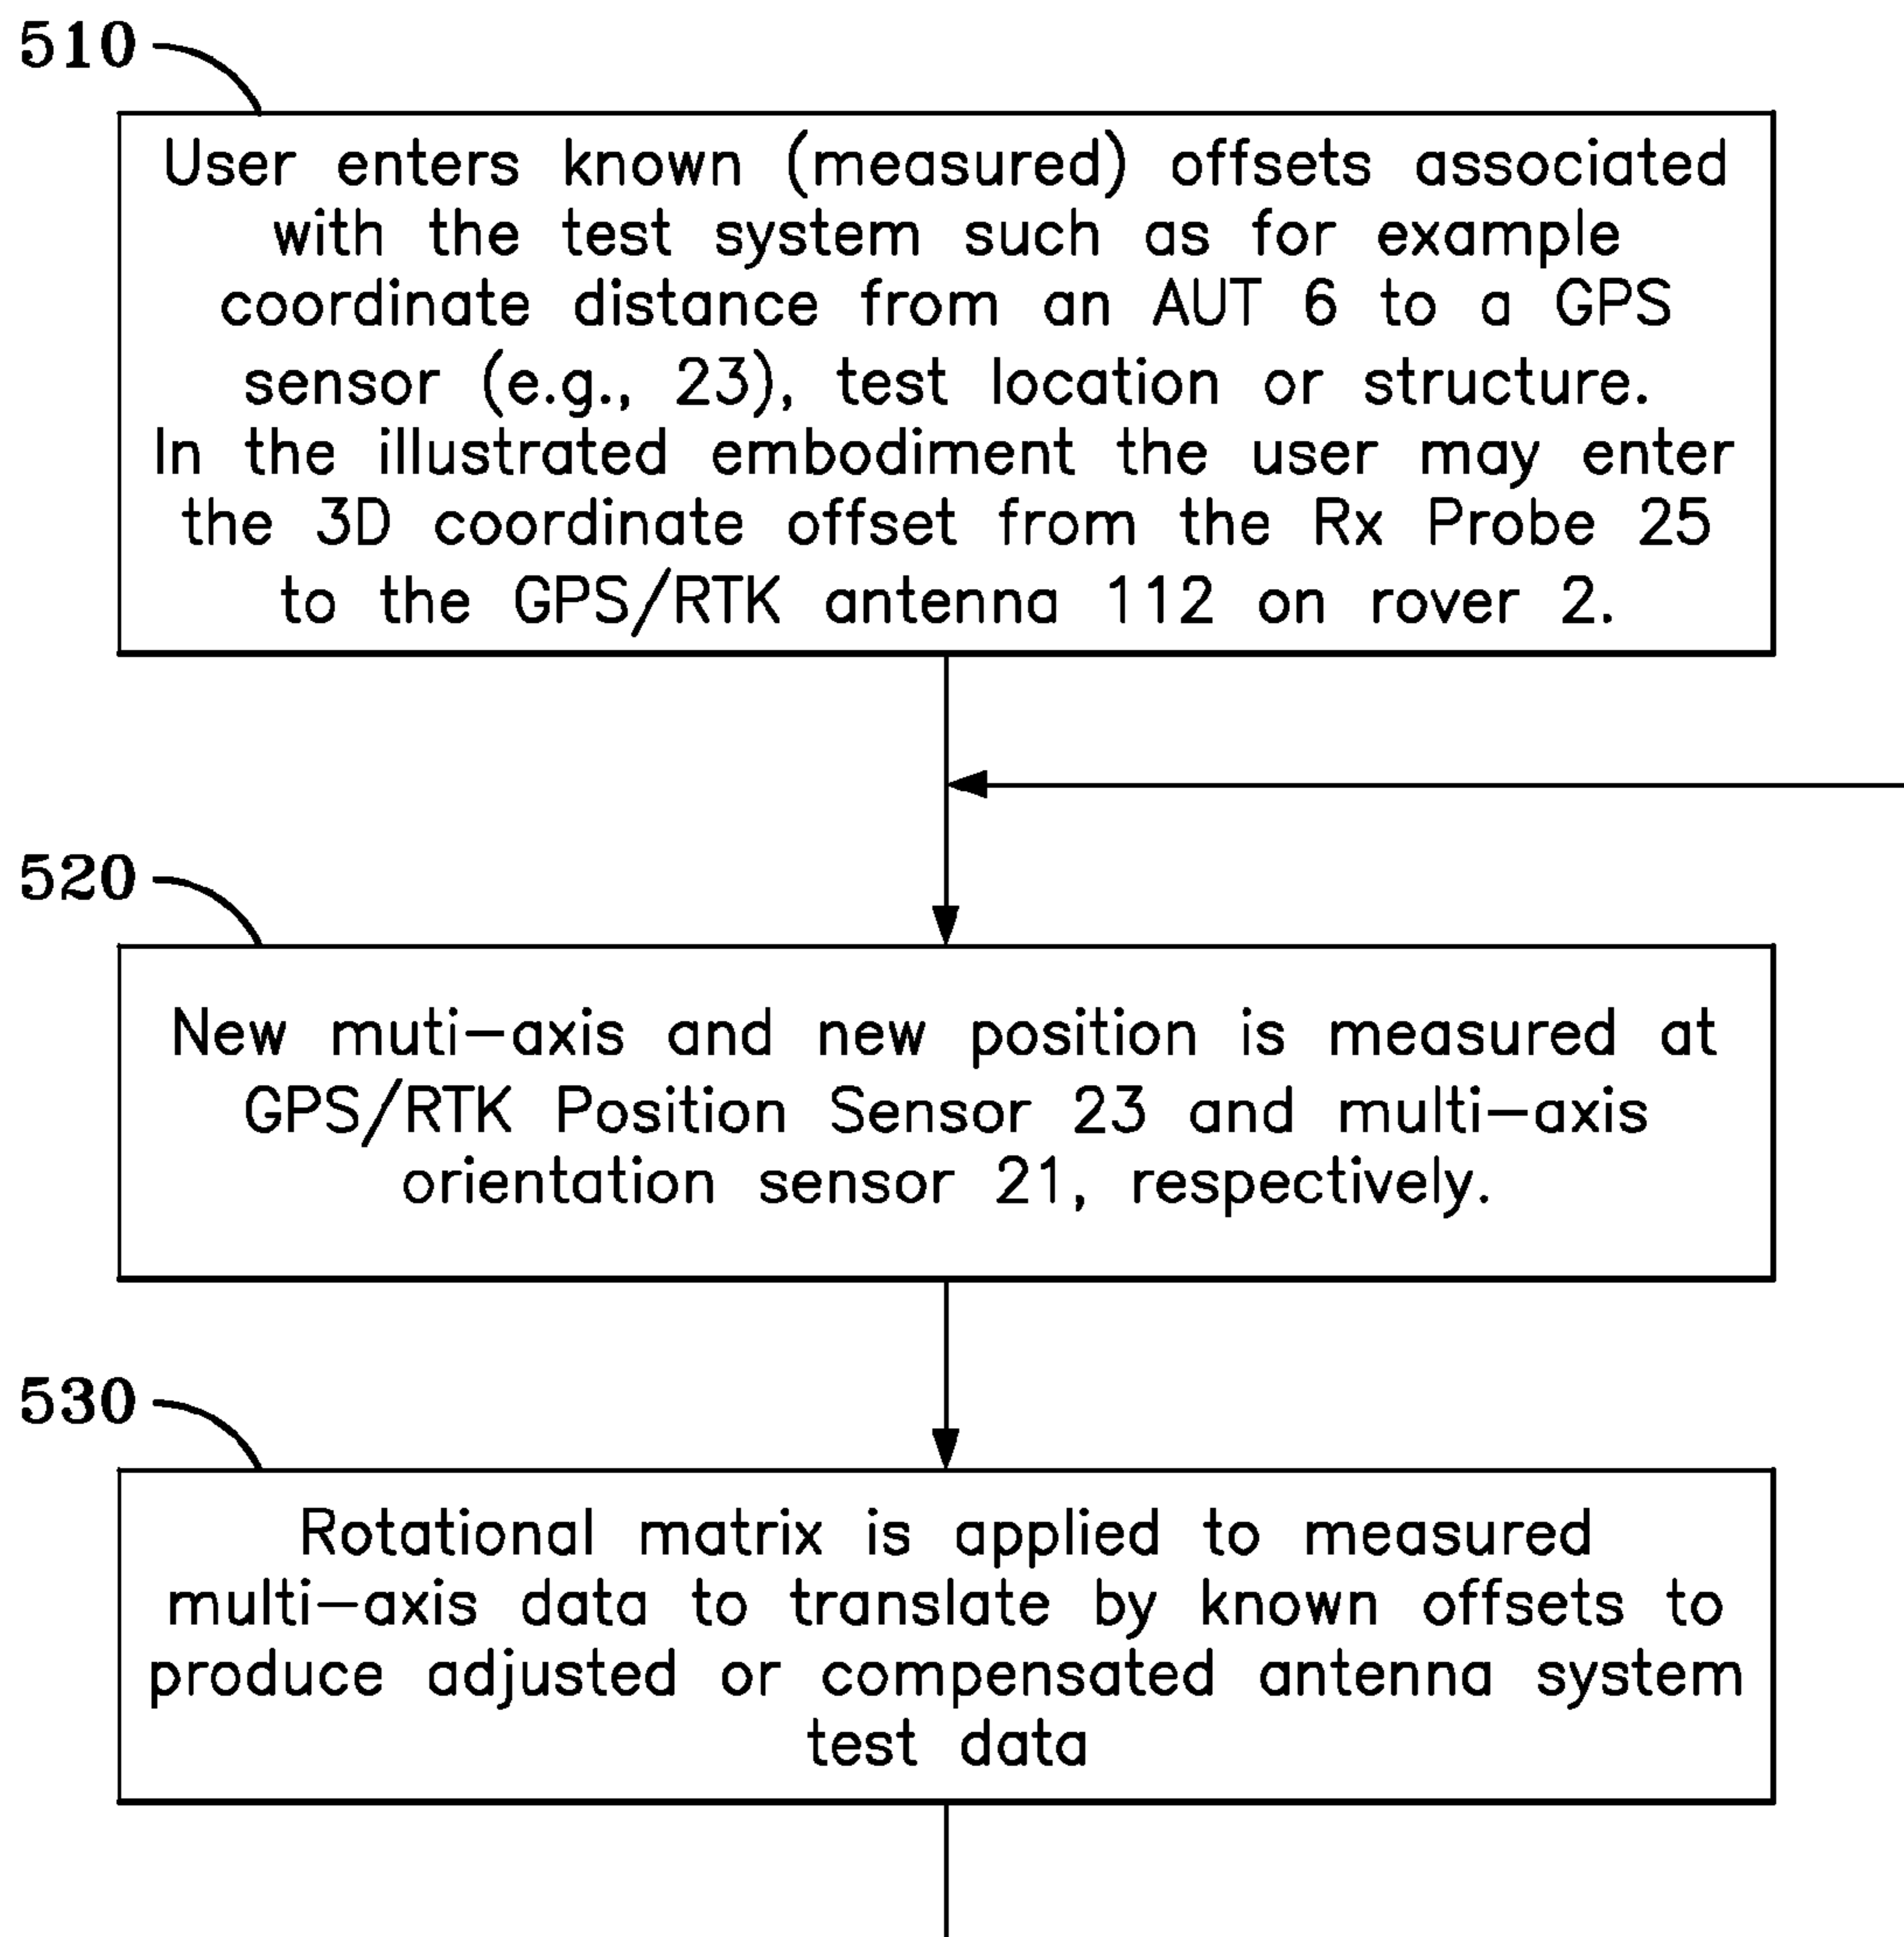 510
User enters known (measured) offsets associated
with the test system such as for example
coordinate distance from an AUT 6 to a GPS
sensor (e.g., 23), test location or structure.
In the illustrated embodiment the user may enter
the 3D coordinate offset from the Rx Probe 25
to the GPS/RTK antenna 112 on rover 2.
520
New muti-axis and new position is measured at
GPS/RTK Position Sensor 23 and multi-axis
orientation sensor 21, respectively.
530
Rotational matrix is applied to measured
multi-axis data to translate by known offsets to
produce adjusted or compensated antenna system
test data